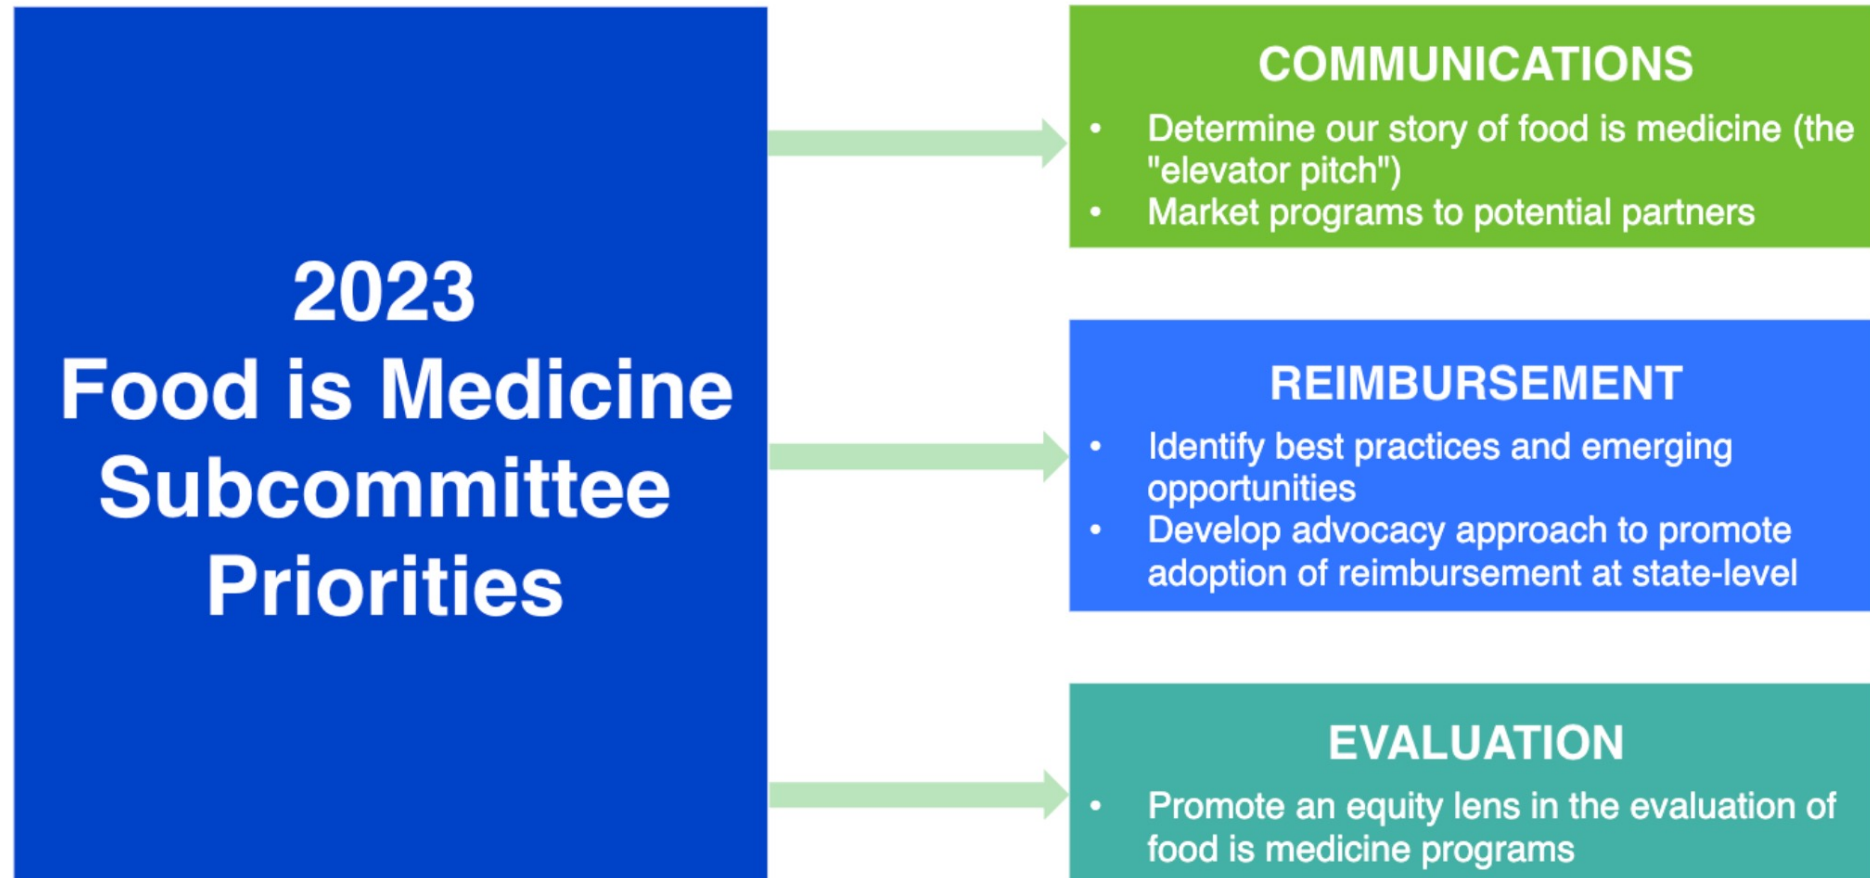 2023
Food is Medicine
Subcommittee
Priorities
COMMUNICATIONS
• Determine our story of food is medicine (the
"elevator pitch")
• Market programs to potential partners
REIMBURSEMENT
• Identify best practices and emerging
opportunities
• Develop advocacy approach to promote
adoption of reimbursement at state-level
EVALUATION
• Promote an equity lens in the evaluation of
food is medicine programs